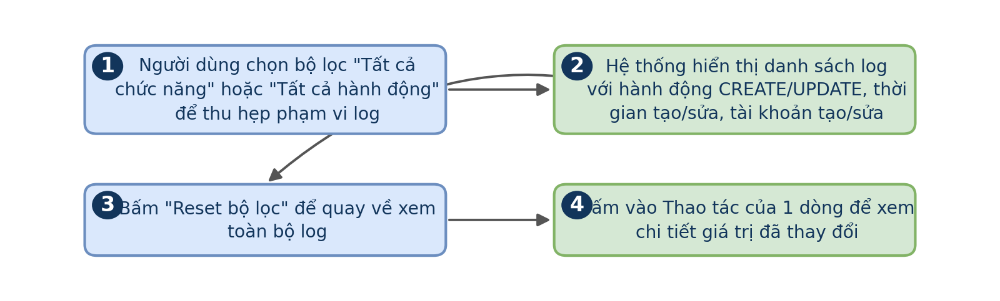 1
Người dùng chọn bộ lọc "Tất cả
chức năng" hoặc "Tất cả hành động"
để thu hẹp phạm vi log
2
Hệ thống hiển thị danh sách log
với hành động CREATE/UPDATE, thời
gian tạo/sửa, tài khoản tạo/sửa
3
Bấm "Reset bộ lọc" để quay về xem
toàn bộ log
4
ấm vào Thao tác của 1 dòng để xem
chi tiết giá trị đã thay đổi